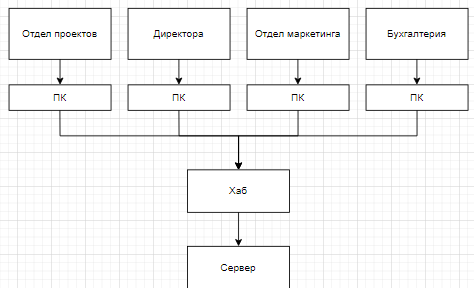 Отдел проектов
Директора
Отдел маркетинга
Бухгалтерия
ПК
ПК
ПК
ПК
Хаб
Сервер